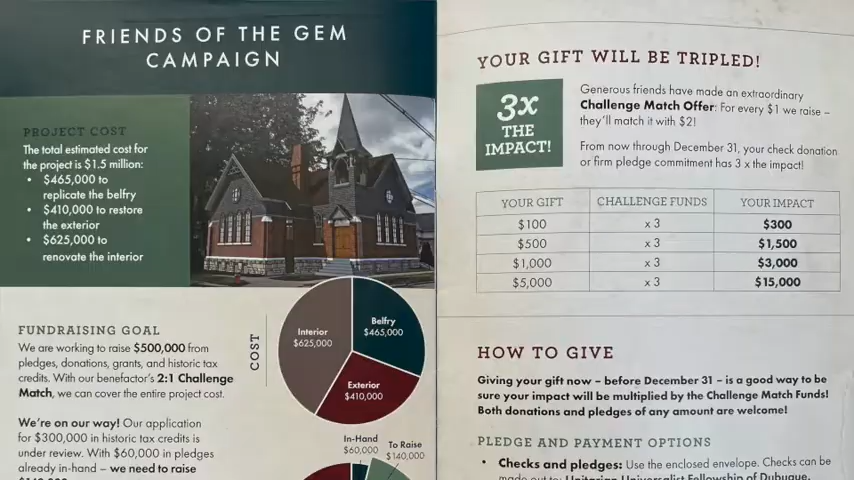 FRIENDS OF THE GEM
CAMPAIGN
PROJECT COST
The total estimated cost for
the project is $1.5 million:
• $465,000 to
replicate the belfry
• $410,000 to restore
the exterior
• $625,000 to
renovate the interior
FUNDRAISING GOAL
We are working to raise $500,000 from
pledges, donations, grants, and historic tax
credits. With our benefactor's 2:1 Challenge
Match, we can cover the entire project cost.
We're on our way! Our application
for $300,000 in historic tax credits is
under review. With $60,000 in pledges
already in-hand – we need to raise
COST
Interior
$625,000
Belfry
$465,000
Exterior
$410,000
In-Hand
$60,000
To Raise
$140,000
YOUR GIFT WILL BE TRIPLED!
3x
THE
IMPACT!
Generous friends have made an extraordinary
Challenge Match Offer: For every $1 we raise –
they'll match it with $2!
From now through December 31, your check donation
or firm pledge commitment has 3 x the impact!
YOUR GIFT CHALLENGE FUNDS YOUR IMPACT
$100 x 3 $300
$500 x 3 $1,500
$1,000 x 3 $3,000
$5,000 x 3 $15,000
HOW TO GIVE
Giving your gift now – before December 31 – is a good way to be
sure your impact will be multiplied by the Challenge Match Funds!
Both donations and pledges of any amount are welcome!
PLEDGE AND PAYMENT OPTIONS
• Checks and pledges: Use the enclosed envelope. Checks can be
made out to: Unitarian Universalist Fellowship of Dubuque,